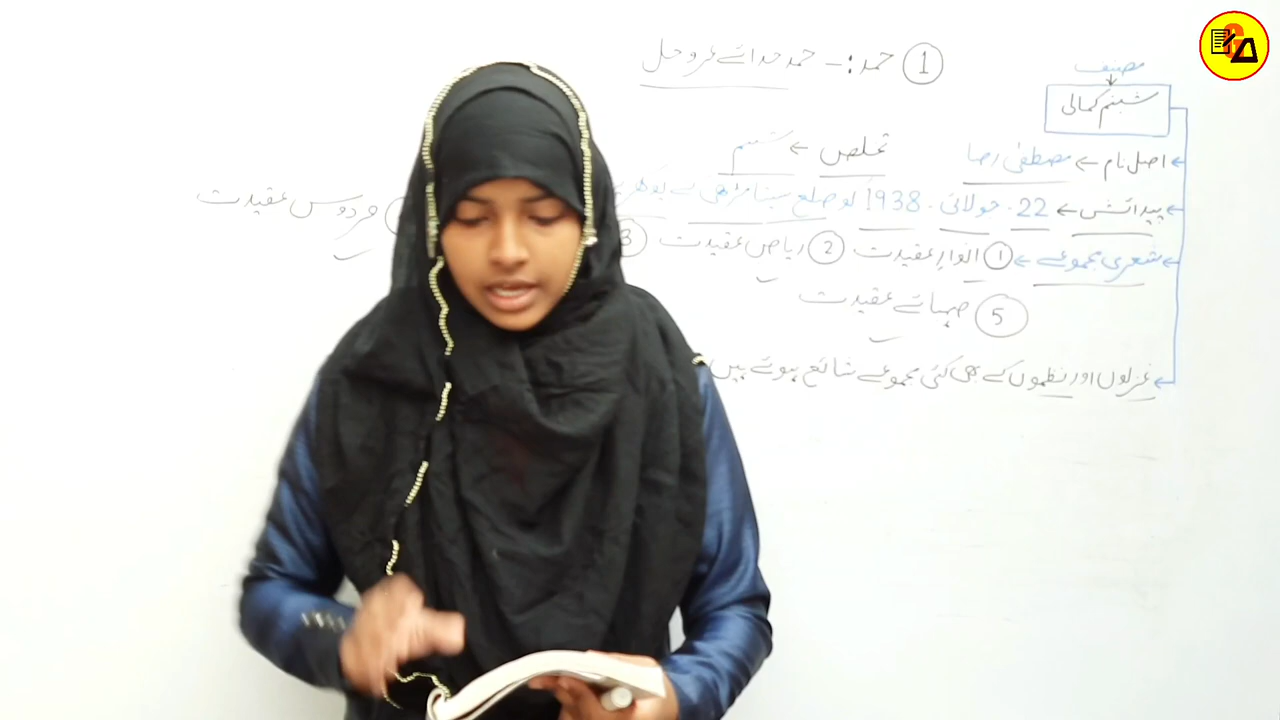 ① حمد:- حمد خدائے عزوجل
مصنف
شبنم کمالی
اصل نام ← مصطفیٰ رضا تخلص ← شبنم
پیدائش ← 22 - جولائی - 1938 کو ضلع سیتامڑھی کے پوکھر
شعری مجموعے ← ① انوارِ عقیدت ② ریاض عقیدت 3 فردوس عقیدت
⑤ صہبائے عقیدت
غزلوں اور نظموں کے بھی کئی مجموعے شائع ہوئے ہیں